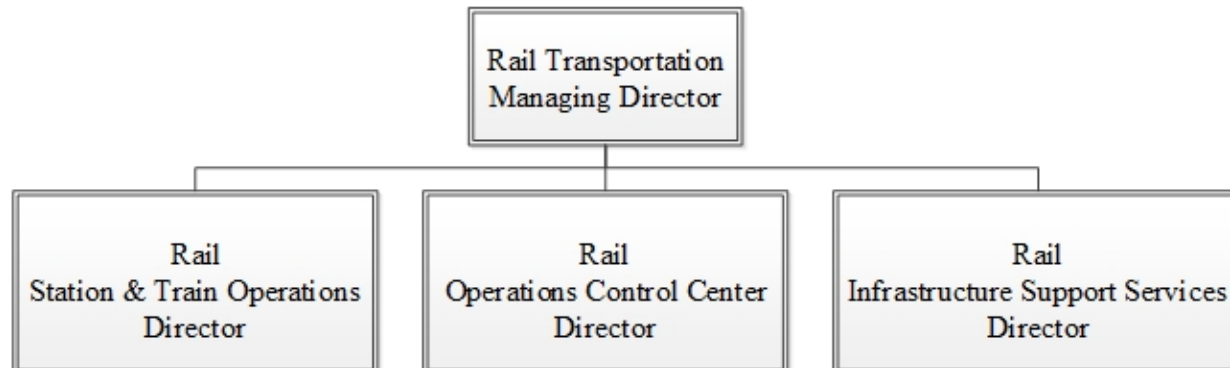 Rail Transportation
Managing Director
Rail
Station & Train Operations
Director
Rail
Operations Control Center
Director
Rail
Infrastructure Support Services
Director